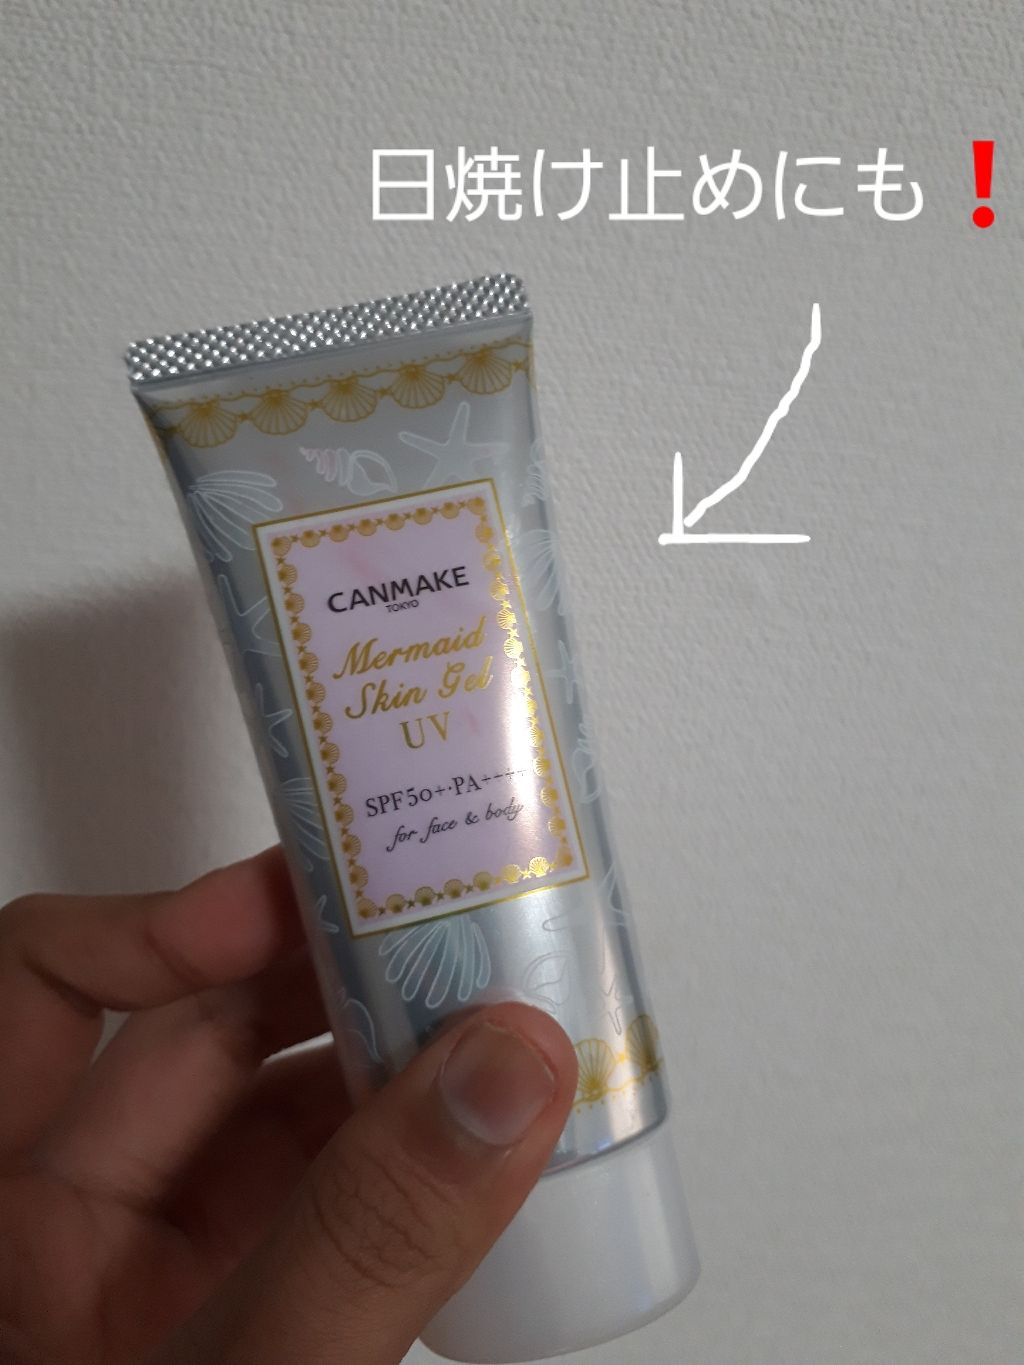 日焼け止めにも❗
CANMAKE
TOKYO
Mermaid
Skin Gel
UV
SPF50+・PA++++
for face & body